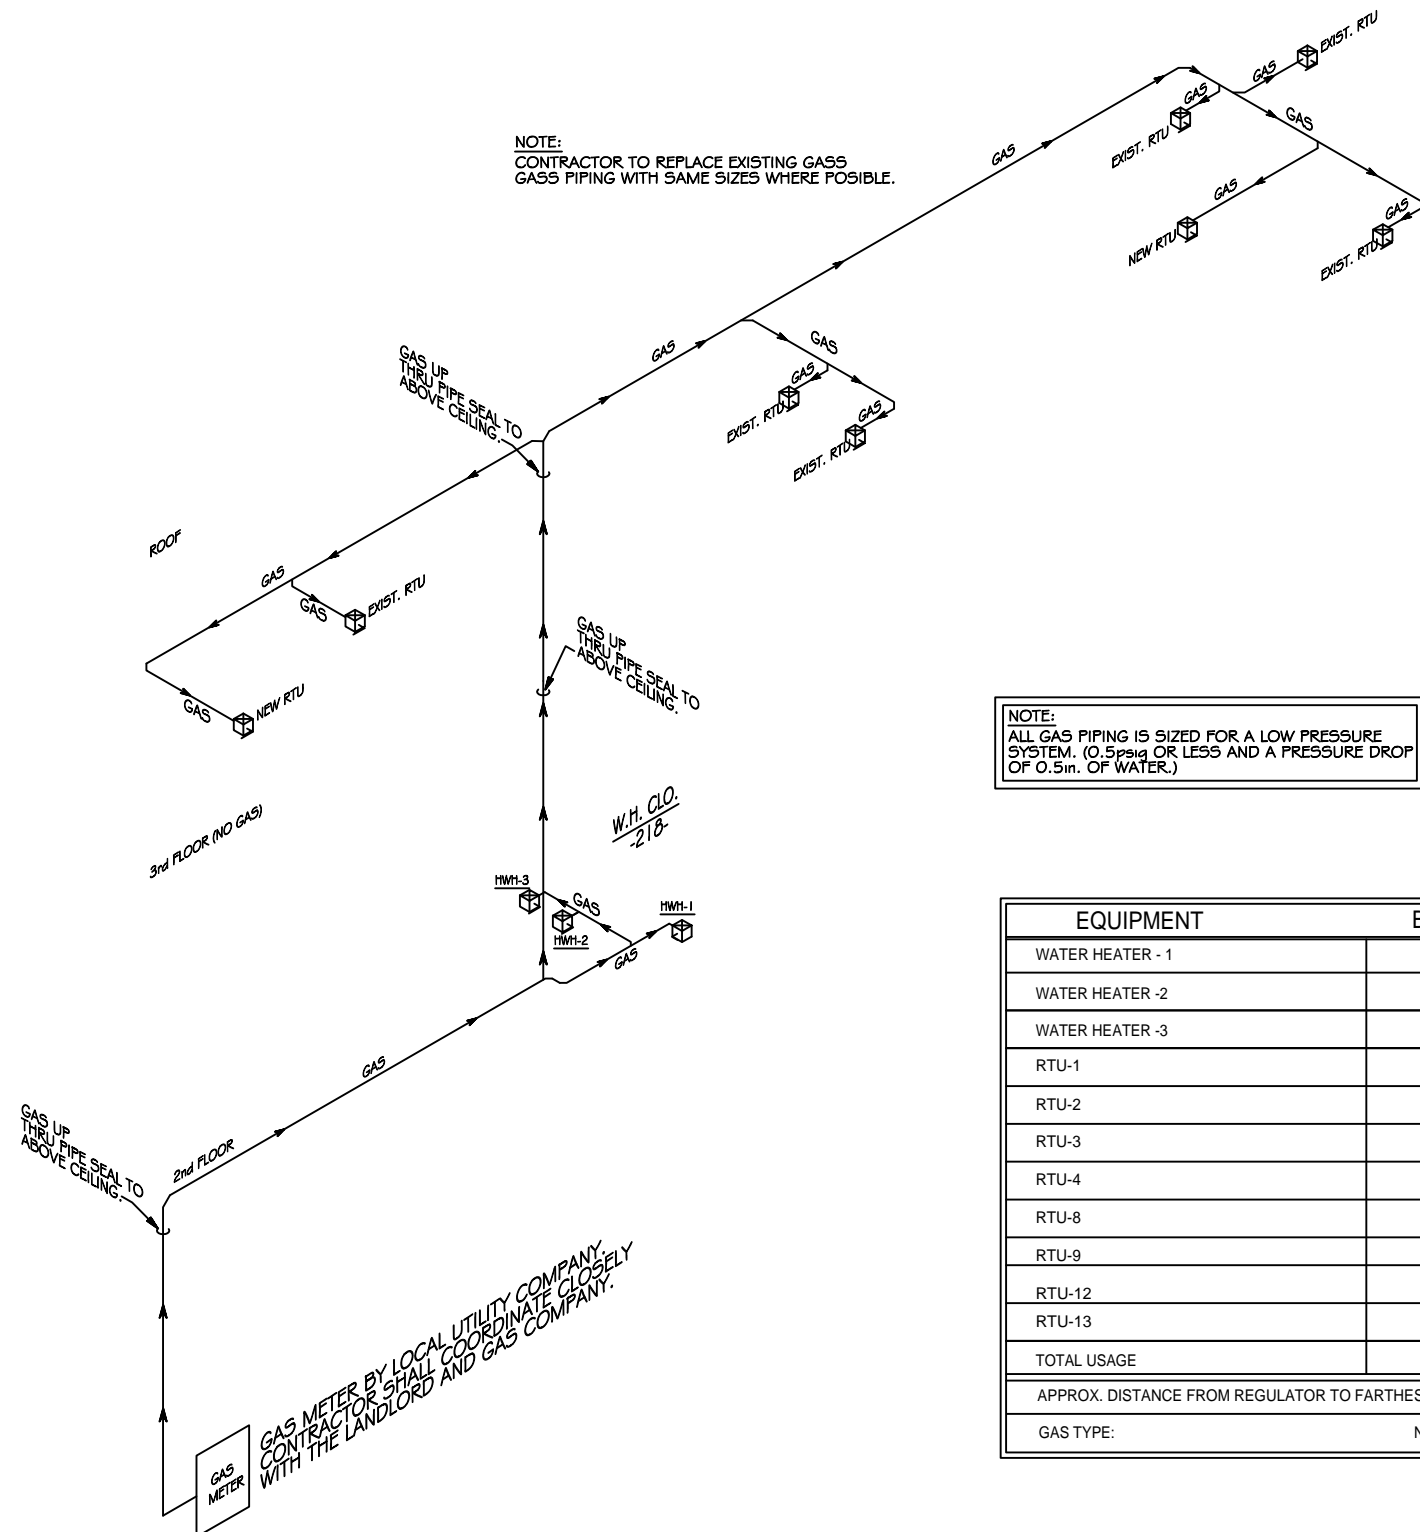 EXIST. RTU
GAS
GAS
EXIST. RTU
GAS
GAS
NOTE:
CONTRACTOR TO REPLACE EXISTING GASS
GASS PIPING WITH SAME SIZES WHERE POSIBLE.
GAS
NEW RTU
GAS
EXIST. RTU
GAS UP
THRU PIPE SEAL TO
ABOVE CEILING.
GAS
GAS
GAS
EXIST. RTU
GAS
EXIST. RTU
ROOF
GAS
GAS
EXIST. RTU
GAS
NEW RTU
GAS UP
THRU PIPE SEAL TO
ABOVE CEILING.
NOTE:
ALL GAS PIPING IS SIZED FOR A LOW PRESSURE
SYSTEM. (0.5psig OR LESS AND A PRESSURE DROP
OF 0.5in. OF WATER.)
3rd FLOOR (NO GAS)
W.H. CLO.
-218-
HWH-3
GAS
HWH-2
HWH-1
GAS
GAS
2nd FLOOR
GAS UP
THRU PIPE SEAL TO
ABOVE CEILING.
GAS METER BY LOCAL UTILITY COMPANY.
CONTRACTOR SHALL COORDINATE CLOSELY
WITH THE LANDLORD AND GAS COMPANY.
GAS
METER
EQUIPMENT
WATER HEATER - 1
WATER HEATER -2
WATER HEATER -3
RTU-1
RTU-2
RTU-3
RTU-4
RTU-8
RTU-9
RTU-12
RTU-13
TOTAL USAGE
APPROX. DISTANCE FROM REGULATOR TO FARTHES
GAS TYPE: N